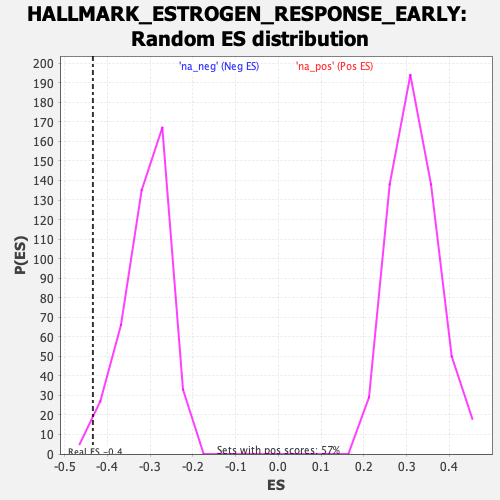 HALLMARK_ESTROGEN_RESPONSE_EARLY:
Random ES distribution
'na_neg' (Neg ES) 'na_pos' (Pos ES)
200
190
180
170
160
150
140
130
120
110
100
90
80
70
60
50
40
30
20
10
0
P(ES)
Real ES -0.4
Sets with pos scores: 57%
-0.5 -0.4 -0.3 -0.2 -0.1 0.0 0.1 0.2 0.3 0.4
ES